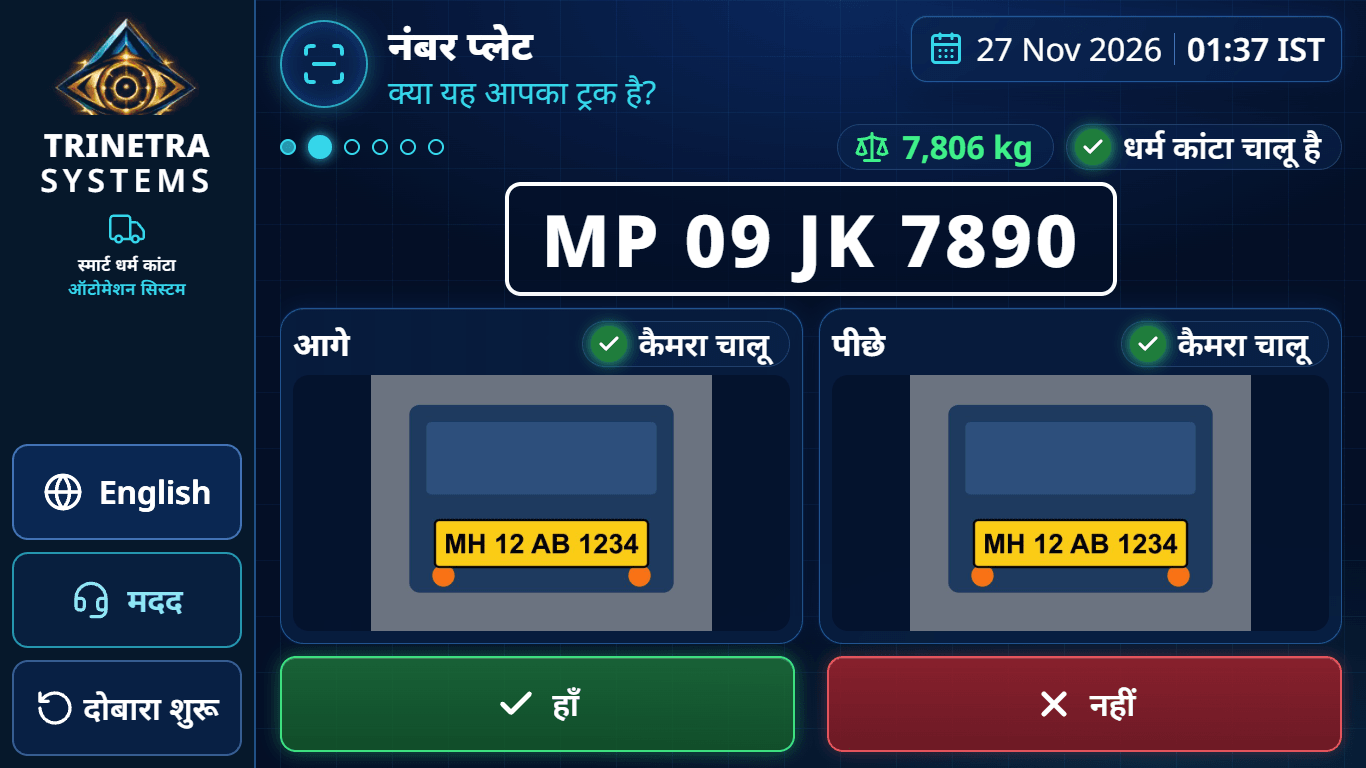 TRINETRA
SYSTEMS
स्मार्ट धर्म कांटा
ऑटोमेशन सिस्टम
English
मदद
दोबारा शुरू
नंबर प्लेट
क्या यह आपका ट्रक है?
27 Nov 2026 01:37 IST
7,806 kg
धर्म कांटा चालू है
MP 09 JK 7890
आगे
कैमरा चालू
MH 12 AB 1234
पीछे
कैमरा चालू
MH 12 AB 1234
हाँ
नहीं